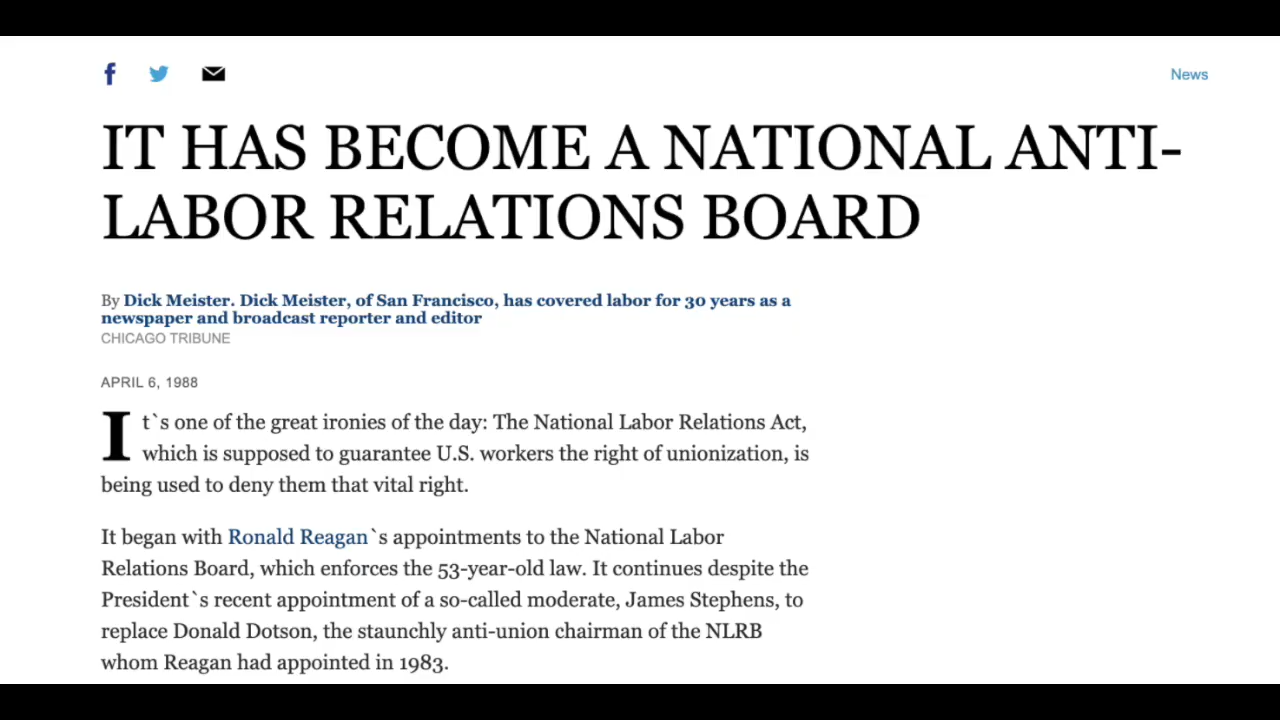 News
IT HAS BECOME A NATIONAL ANTI-
LABOR RELATIONS BOARD
By Dick Meister. Dick Meister, of San Francisco, has covered labor for 30 years as a
newspaper and broadcast reporter and editor
CHICAGO TRIBUNE
APRIL 6, 1988
It`s one of the great ironies of the day: The National Labor Relations Act,
which is supposed to guarantee U.S. workers the right of unionization, is
being used to deny them that vital right.
It began with Ronald Reagan`s appointments to the National Labor
Relations Board, which enforces the 53-year-old law. It continues despite the
President`s recent appointment of a so-called moderate, James Stephens, to
replace Donald Dotson, the staunchly anti-union chairman of the NLRB
whom Reagan had appointed in 1983.